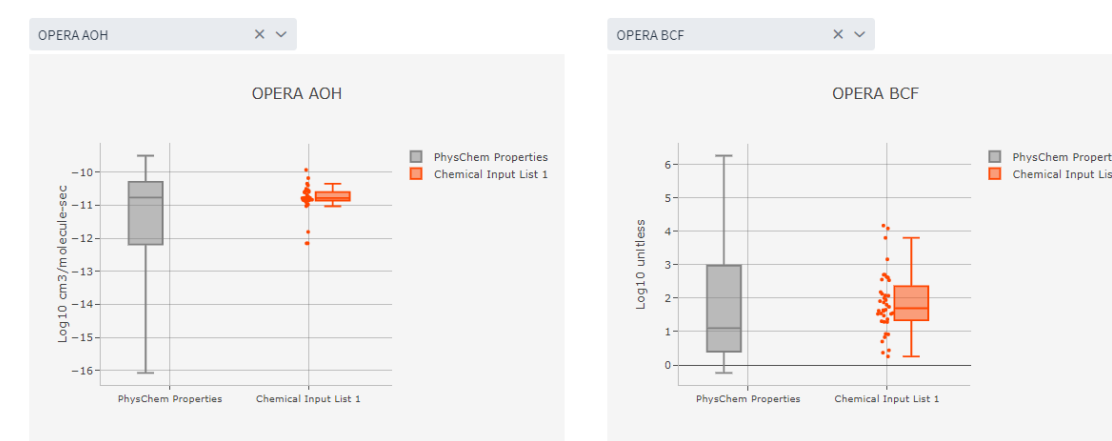 OPERA AOH
OPERA AOH
Log10 cm3/molecule-sec
−10
−11
−12
−13
−14
−15
−16
PhysChem Properties
Chemical Input List 1
PhysChem Properties
Chemical Input List 1
OPERA BCF
OPERA BCF
Log10 unitless
6
5
4
3
2
1
0
PhysChem Properties
Chemical Input List 1
PhysChem Propert
Chemical Input Lis